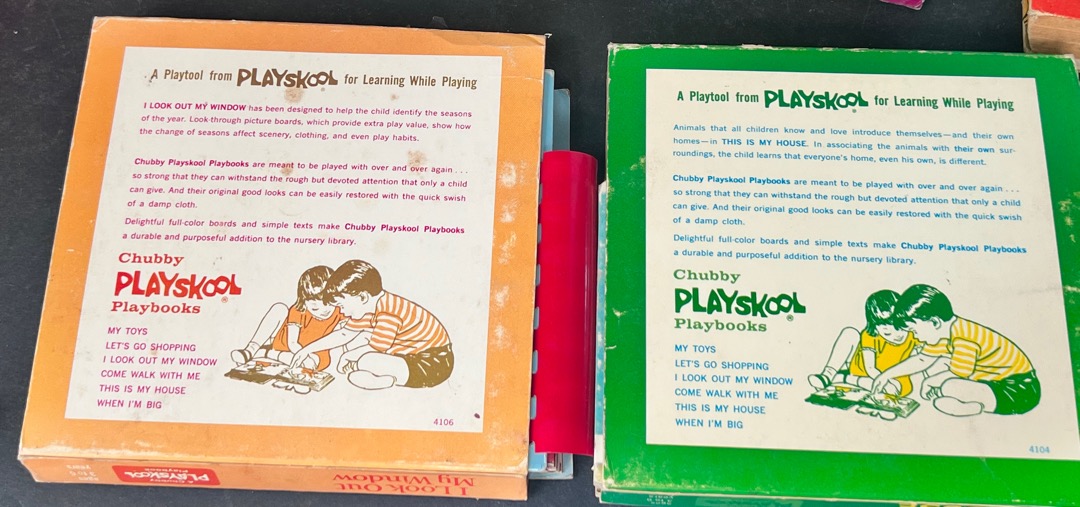 A Playtool from PLAYSKOOL for Learning While Playing
I LOOK OUT MY WINDOW has been designed to help the child identify the seasons
of the year. Look-through picture boards, which provide extra play value, show how
the change of seasons affect scenery, clothing, and even play habits.
Chubby Playskool Playbooks are meant to be played with over and over again . . .
so strong that they can withstand the rough but devoted attention that only a child
can give. And their original good looks can be easily restored with the quick swish
of a damp cloth.
Delightful full-color boards and simple texts make Chubby Playskool Playbooks
a durable and purposeful addition to the nursery library.
Chubby
PLAYSKOOL®
Playbooks
MY TOYS
LET'S GO SHOPPING
I LOOK OUT MY WINDOW
COME WALK WITH ME
THIS IS MY HOUSE
WHEN I'M BIG
4106
I Look Out
My Window
PLAYSKOOL
A Playtool from PLAYSKOOL for Learning While Playing
Animals that all children know and love introduce themselves—and their own
homes—in THIS IS MY HOUSE. In associating the animals with their own sur-
roundings, the child learns that everyone's home, even his own, is different.
Chubby Playskool Playbooks are meant to be played with over and over again . . .
so strong that they can withstand the rough but devoted attention that only a child
can give. And their original good looks can be easily restored with the quick swish
of a damp cloth.
Delightful full-color boards and simple texts make Chubby Playskool Playbooks
a durable and purposeful addition to the nursery library.
Chubby
PLAYSKOOL®
Playbooks
MY TOYS
LET'S GO SHOPPING
I LOOK OUT MY WINDOW
COME WALK WITH ME
THIS IS MY HOUSE
WHEN I'M BIG
4104